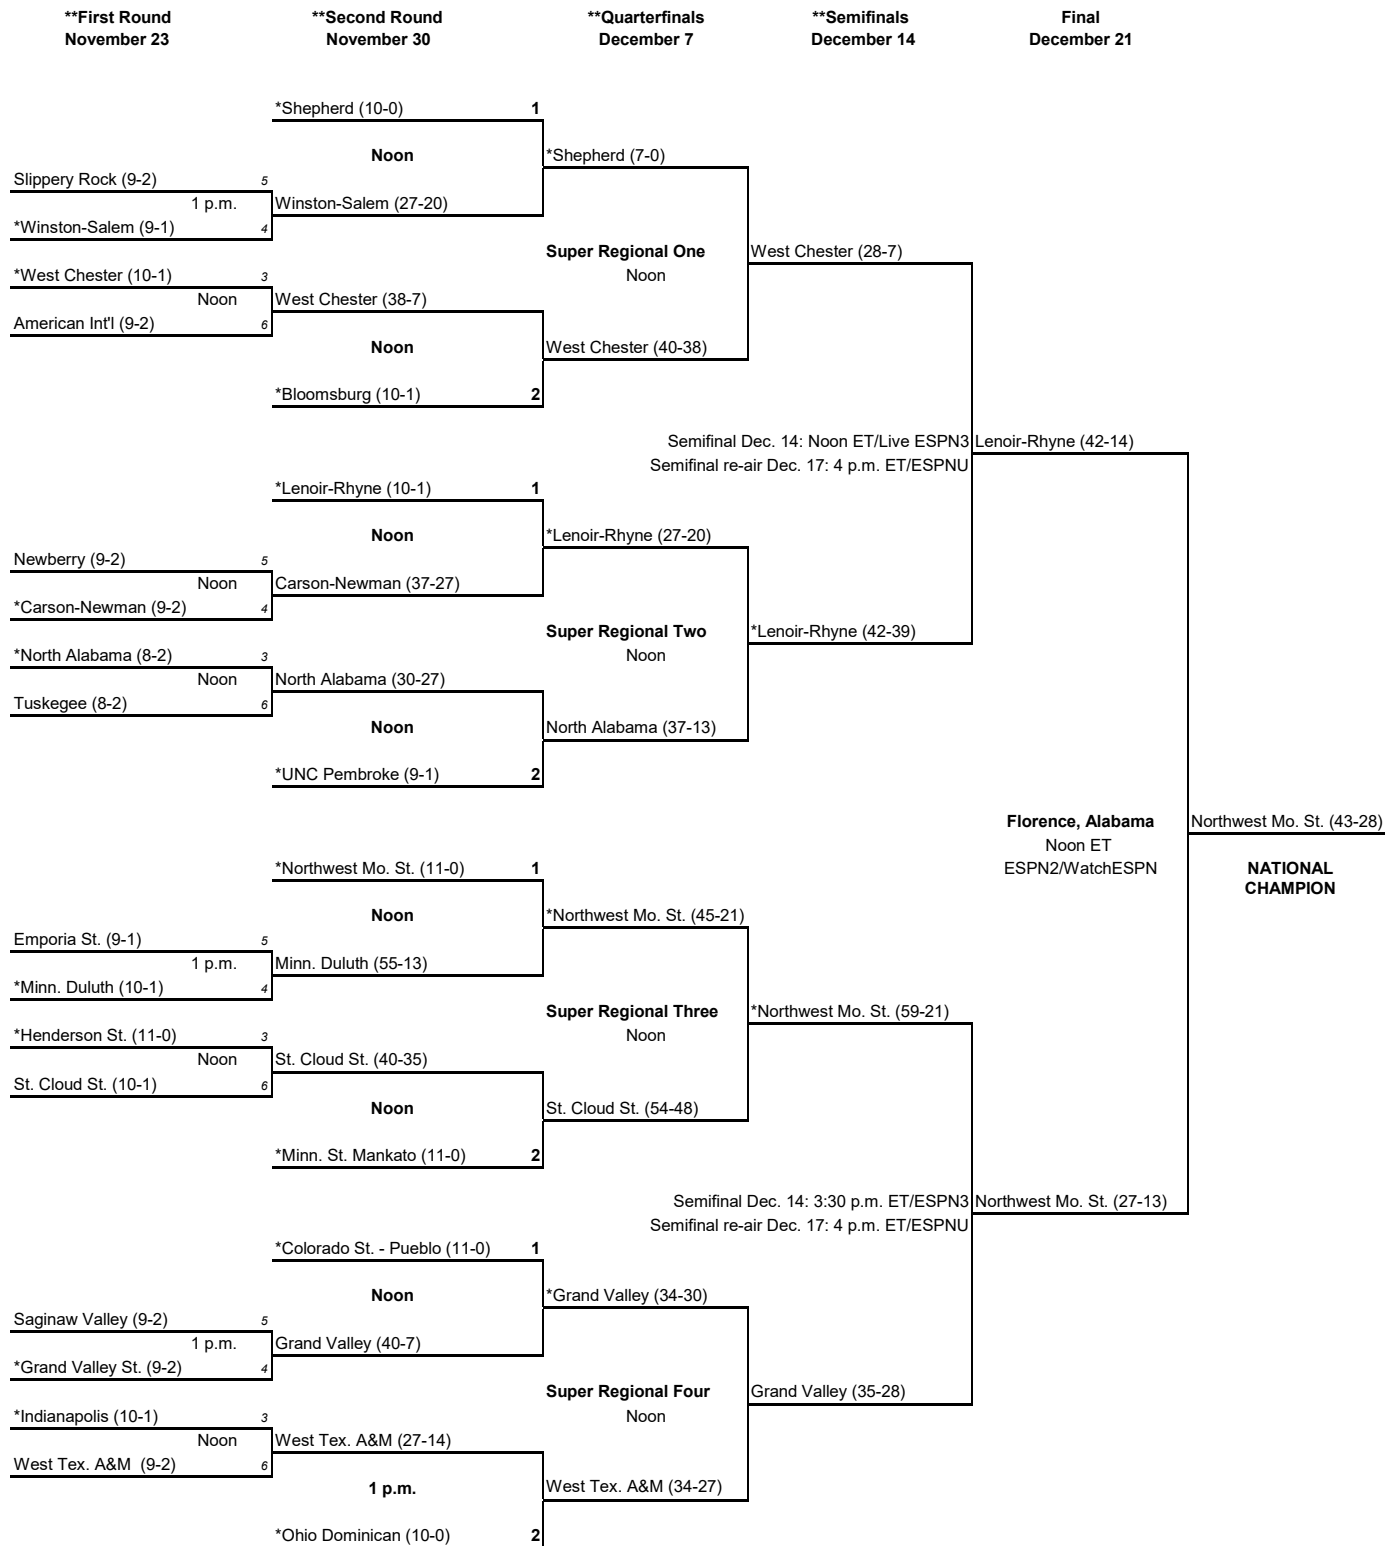 **First Round **Second Round **Quarterfinals **Semifinals Final
November 23 November 30 December 7 December 14 December 21
*Shepherd (10-0) 1
Noon *Shepherd (7-0)
Slippery Rock (9-2) 5
1 p.m. Winston-Salem (27-20)
*Winston-Salem (9-1) 4
Super Regional One West Chester (28-7)
*West Chester (10-1) 3 Noon
Noon West Chester (38-7)
American Int'l (9-2) 6
Noon West Chester (40-38)
*Bloomsburg (10-1) 2
Semifinal Dec. 14: Noon ET/Live ESPN3 Lenoir-Rhyne (42-14)
Semifinal re-air Dec. 17: 4 p.m. ET/ESPNU
*Lenoir-Rhyne (10-1) 1
Noon *Lenoir-Rhyne (27-20)
Newberry (9-2) 5
Noon Carson-Newman (37-27)
*Carson-Newman (9-2) 4
Super Regional Two *Lenoir-Rhyne (42-39)
*North Alabama (8-2) 3 Noon
Noon North Alabama (30-27)
Tuskegee (8-2) 6
Noon North Alabama (37-13)
*UNC Pembroke (9-1) 2
Florence, Alabama Northwest Mo. St. (43-28)
Noon ET
*Northwest Mo. St. (11-0) 1 ESPN2/WatchESPN NATIONAL
CHAMPION
Noon *Northwest Mo. St. (45-21)
Emporia St. (9-1) 5
1 p.m. Minn. Duluth (55-13)
*Minn. Duluth (10-1) 4
Super Regional Three *Northwest Mo. St. (59-21)
*Henderson St. (11-0) 3 Noon
Noon St. Cloud St. (40-35)
St. Cloud St. (10-1) 6
Noon St. Cloud St. (54-48)
*Minn. St. Mankato (11-0) 2
Semifinal Dec. 14: 3:30 p.m. ET/ESPN3 Northwest Mo. St. (27-13)
Semifinal re-air Dec. 17: 4 p.m. ET/ESPNU
*Colorado St. - Pueblo (11-0) 1
Noon *Grand Valley (34-30)
Saginaw Valley (9-2) 5
1 p.m. Grand Valley (40-7)
*Grand Valley St. (9-2) 4
Super Regional Four Grand Valley (35-28)
*Indianapolis (10-1) 3 Noon
Noon West Tex. A&M (27-14)
West Tex. A&M (9-2) 6
1 p.m. West Tex. A&M (34-27)
*Ohio Dominican (10-0) 2